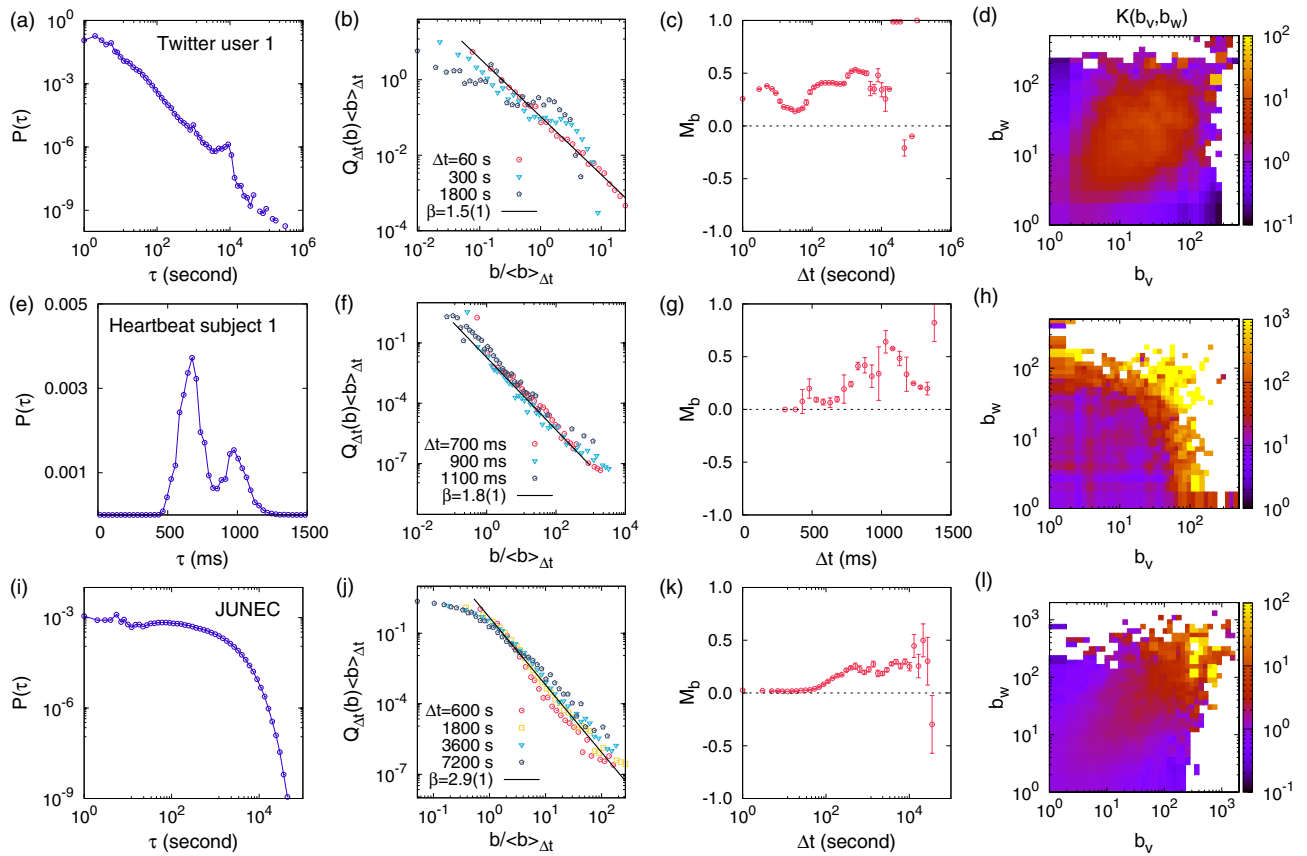 (a)
P(τ)
10^0
10^-3
10^-6
10^-9
Twitter user 1
10^0 10^2 10^4 10^6
τ (second)
(b)
Q_Δt(b)<b>_Δt
10^0
10^-2
10^-4
Δt=60 s
300 s
1800 s
β=1.5(1)
10^-2 10^-1 10^0 10^1
b/<b>_Δt
(c)
M_b
1.0
0.5
0.0
-0.5
-1.0
10^0 10^2 10^4 10^6
Δt (second)
(d)
K(b_v,b_w)
b_w
10^2
10^1
10^0
10^0 10^1 10^2
b_v
10^2
10^1
10^0
10^-1
(e)
P(τ)
0.005
0.003
0.001
Heartbeat subject 1
0 500 1000 1500
τ (ms)
(f)
Q_Δt(b)<b>_Δt
10^-1
10^-4
10^-7
Δt=700 ms
900 ms
1100 ms
β=1.8(1)
10^-2 10^0 10^2 10^4
b/<b>_Δt
(g)
M_b
1.0
0.5
0.0
-0.5
-1.0
500 1000 1500
Δt (ms)
(h)
b_w
10^2
10^1
10^0
10^0 10^1 10^2
b_v
10^3
10^2
10^1
10^0
10^-1
(i)
P(τ)
10^-3
10^-6
10^-9
JUNEC
10^0 10^2 10^4
τ (second)
(j)
Q_Δt(b)<b>_Δt
10^-1
10^-4
10^-7
Δt=600 s
1800 s
3600 s
7200 s
β=2.9(1)
10^-1 10^0 10^1 10^2
b/<b>_Δt
(k)
M_b
1.0
0.5
0.0
-0.5
-1.0
10^0 10^2 10^4
Δt (second)
(l)
b_w
10^3
10^2
10^1
10^0
10^0 10^1 10^2 10^3
b_v
10^2
10^1
10^0
10^-1